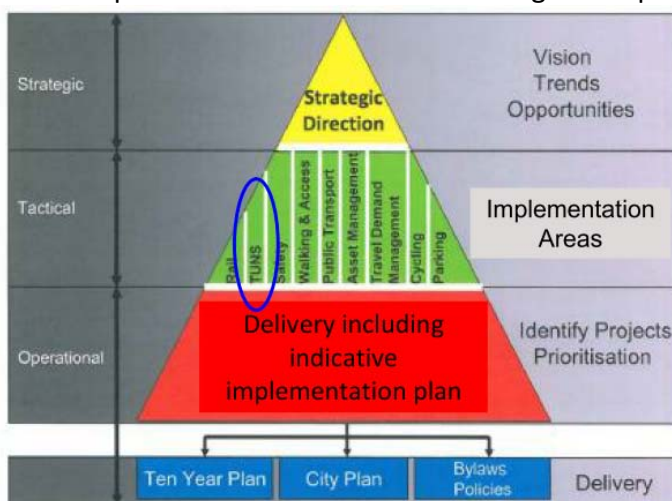 Strategic
Strategic
Direction
Vision
Trends
Opportunities
Tactical
Rail
TUNS
Safety
Walking & Access
Public Transport
Asset Management
Travel Demand
Management
Cycling
Parking
Implementation
Areas
Operational
Delivery including
indicative
implementation plan
Identify Projects
Prioritisation
Ten Year Plan
City Plan
Bylaws
Policies
Delivery